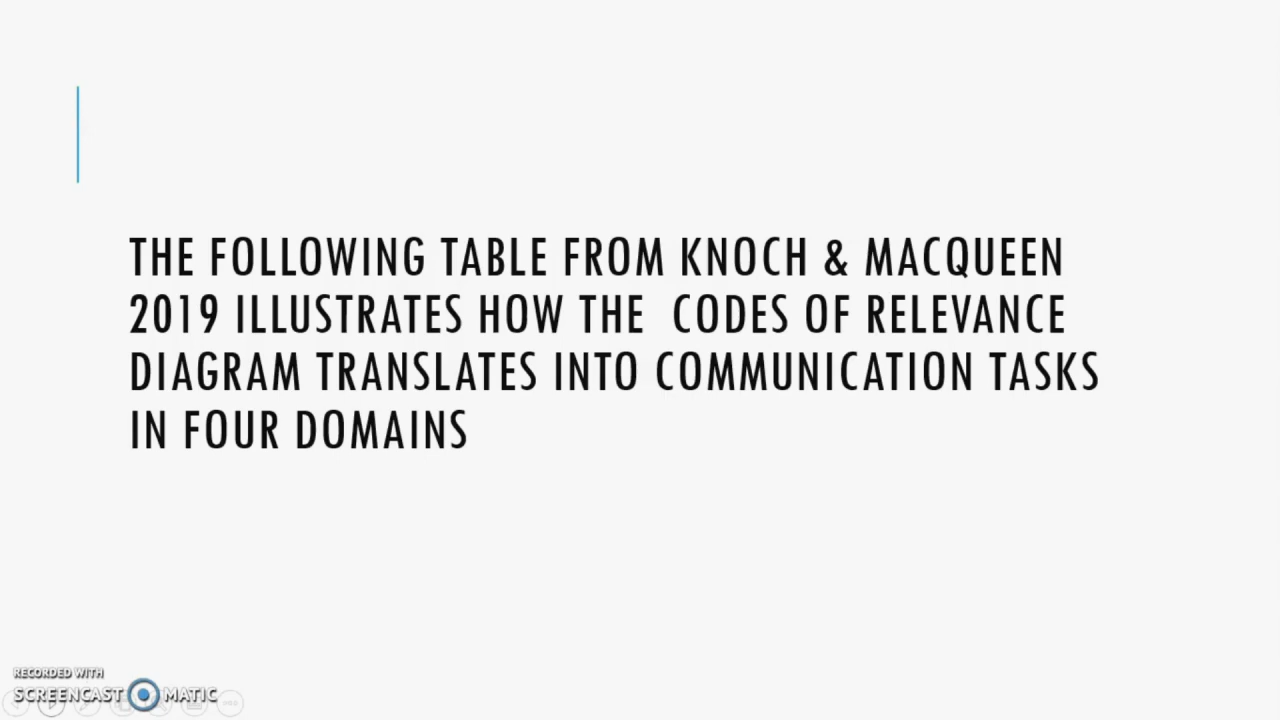 THE FOLLOWING TABLE FROM KNOCH & MACQUEEN
2019 ILLUSTRATES HOW THE CODES OF RELEVANCE
DIAGRAM TRANSLATES INTO COMMUNICATION TASKS
IN FOUR DOMAINS
RECORDED WITH
SCREENCAST MATIC